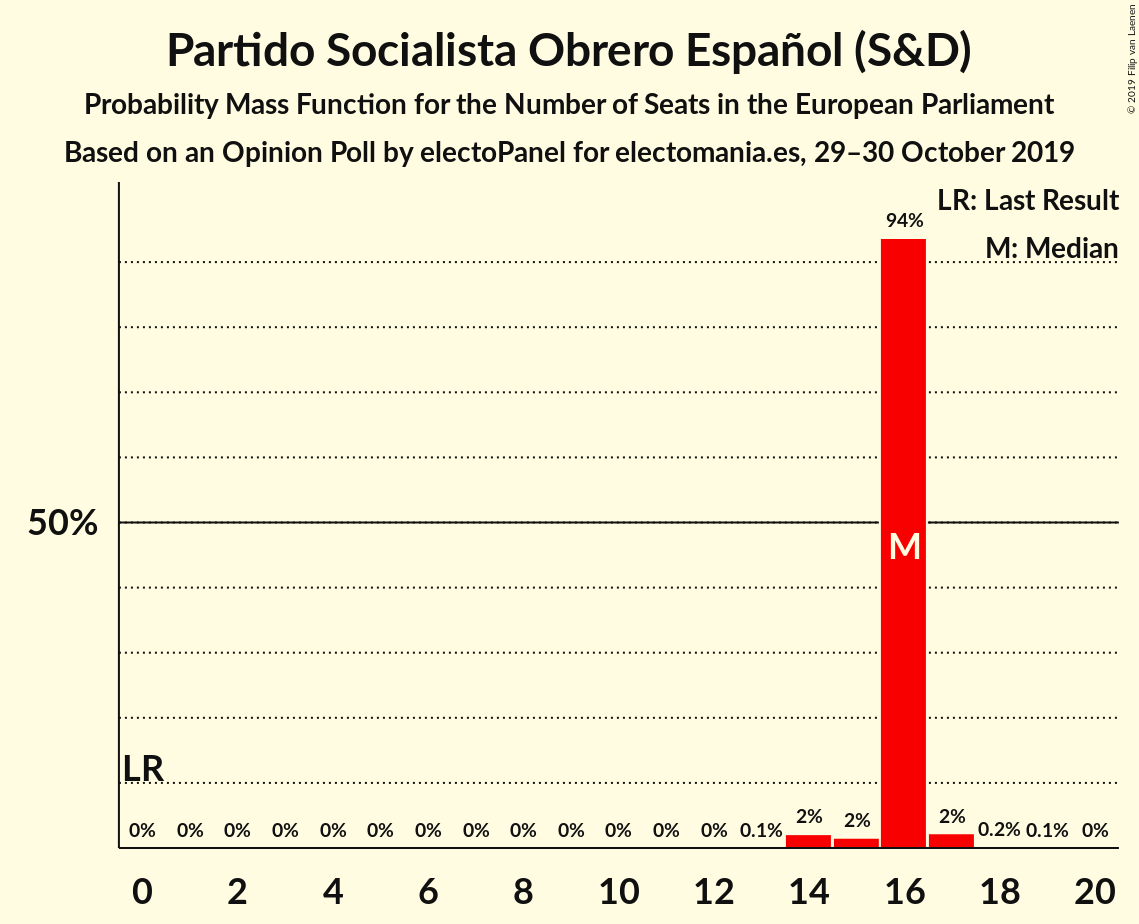 Partido Socialista Obrero Español (S&D)
Probability Mass Function for the Number of Seats in the European Parliament
Based on an Opinion Poll by electoPanel for electomania.es, 29–30 October 2019
© 2019 Filip van Laenen
LR: Last Result
M: Median
94%
50%
M
LR
0% 0% 0% 0% 0% 0% 0% 0% 0% 0% 0% 0% 0% 0.1% 2% 2% 2% 0.2% 0.1% 0%
0 2 4 6 8 10 12 14 16 18 20